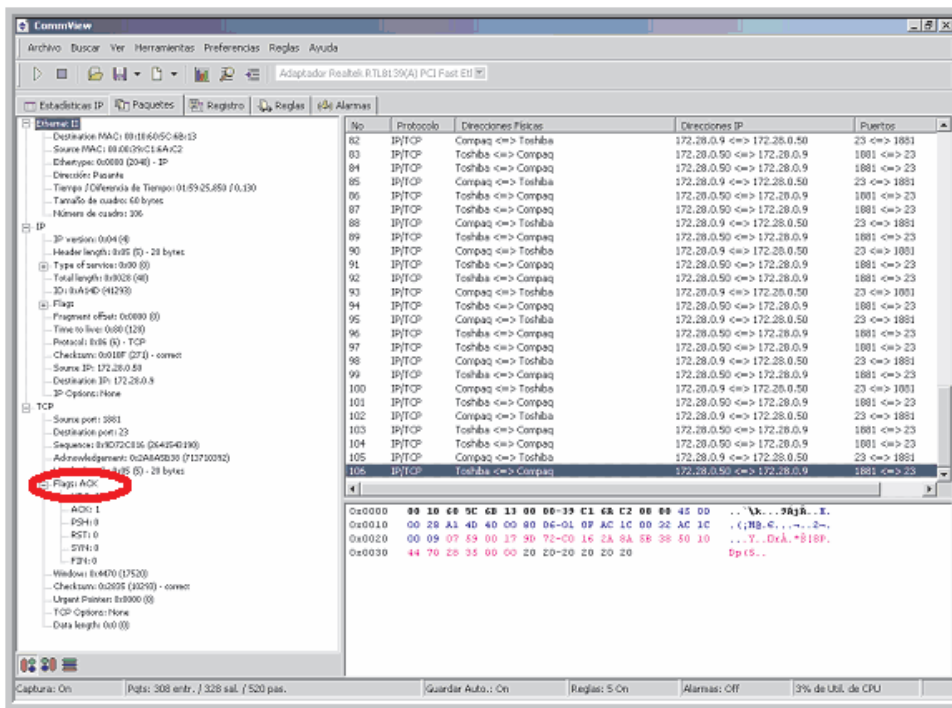 CommView
Archivo Buscar Ver Herramientas Preferencias Reglas Ayuda
Adaptador Realtek RTL8139(A) PCI Fast Etl
Estadísticas IP Paquetes Registro Reglas Alarmas
Ethernet II
Destination MAC: 00:10:60:5C:6B:13
Source MAC: 00:00:39:C1:6A:C2
Ethertype: 0x0800 (2048) - IP
Dirección: Pasante
Tiempo / Diferencia de Tiempo: 01:59:25,850 / 0,130
Tamaño de cuadro: 60 bytes
Número de cuadro: 106
IP
IP version: 0x04 (4)
Header length: 0x05 (5) - 20 bytes
Type of service: 0x00 (0)
Total length: 0x0028 (40)
ID: 0xA14D (41293)
Flags
Fragment offset: 0x0000 (0)
Time to live: 0x80 (128)
Protocol: 0x06 (6) - TCP
Checksum: 0x010F (271) - correct
Source IP: 172.28.0.50
Destination IP: 172.28.0.9
IP Options: None
TCP
Source port: 1881
Destination port: 23
Sequence: 0x9D72C016
Acknowledgement: 0x2A8A5B38
0x05 (5) - 20 bytes
Flags: ACK
ACK: 1
PSH: 0
RST: 0
SYN: 0
FIN: 0
Window: 0x4470 (17520)
Checksum: 0x2835 (10293) - correct
Urgent Pointer: 0x0000 (0)
TCP Options: None
Data length: 0x0 (0)
No Protocolo Direcciones Físicas Direcciones IP Puertos
82 IP/TCP Compaq <=> Toshiba 172.28.0.9 <=> 172.28.0.50 23 <=> 1881
83 IP/TCP Toshiba <=> Compaq 172.28.0.50 <=> 172.28.0.9 1881 <=> 23
84 IP/TCP Toshiba <=> Compaq 172.28.0.50 <=> 172.28.0.9 1881 <=> 23
85 IP/TCP Compaq <=> Toshiba 172.28.0.9 <=> 172.28.0.50 23 <=> 1881
86 IP/TCP Toshiba <=> Compaq 172.28.0.50 <=> 172.28.0.9 1881 <=> 23
87 IP/TCP Toshiba <=> Compaq 172.28.0.50 <=> 172.28.0.9 1881 <=> 23
88 IP/TCP Compaq <=> Toshiba 172.28.0.9 <=> 172.28.0.50 23 <=> 1881
89 IP/TCP Toshiba <=> Compaq 172.28.0.50 <=> 172.28.0.9 1881 <=> 23
90 IP/TCP Compaq <=> Toshiba 172.28.0.9 <=> 172.28.0.50 23 <=> 1881
91 IP/TCP Toshiba <=> Compaq 172.28.0.50 <=> 172.28.0.9 1881 <=> 23
92 IP/TCP Toshiba <=> Compaq 172.28.0.50 <=> 172.28.0.9 1881 <=> 23
93 IP/TCP Compaq <=> Toshiba 172.28.0.9 <=> 172.28.0.50 23 <=> 1881
94 IP/TCP Toshiba <=> Compaq 172.28.0.50 <=> 172.28.0.9 1881 <=> 23
95 IP/TCP Compaq <=> Toshiba 172.28.0.9 <=> 172.28.0.50 23 <=> 1881
96 IP/TCP Toshiba <=> Compaq 172.28.0.50 <=> 172.28.0.9 1881 <=> 23
97 IP/TCP Toshiba <=> Compaq 172.28.0.50 <=> 172.28.0.9 1881 <=> 23
98 IP/TCP Compaq <=> Toshiba 172.28.0.9 <=> 172.28.0.50 23 <=> 1881
99 IP/TCP Toshiba <=> Compaq 172.28.0.50 <=> 172.28.0.9 1881 <=> 23
100 IP/TCP Compaq <=> Toshiba 172.28.0.9 <=> 172.28.0.50 23 <=> 1881
101 IP/TCP Toshiba <=> Compaq 172.28.0.50 <=> 172.28.0.9 1881 <=> 23
102 IP/TCP Compaq <=> Toshiba 172.28.0.9 <=> 172.28.0.50 23 <=> 1881
103 IP/TCP Toshiba <=> Compaq 172.28.0.50 <=> 172.28.0.9 1881 <=> 23
104 IP/TCP Toshiba <=> Compaq 172.28.0.50 <=> 172.28.0.9 1881 <=> 23
105 IP/TCP Compaq <=> Toshiba 172.28.0.9 <=> 172.28.0.50 23 <=> 1881
106 IP/TCP Toshiba <=> Compaq 172.28.0.50 <=> 172.28.0.9 1881 <=> 23
0x0000 00 10 60 5C 6B 13 00 00-39 C1 6A C2 08 00 45 00
0x0010 00 28 A1 4D 40 00 80 06-01 0F AC 1C 00 32 AC 1C
0x0020 00 09 07 59 00 17 9D 72-C0 16 2A 8A 5B 38 50 10
0x0030 44 70 28 35 00 00 20 20-20 20 20 20 Dp(5..
Captura: On Pqts: 308 entr. / 328 sal. / 520 pas. Guardar Auto.: On Reglas: 5 On Alarmas: Off 3% de Util. de CPU